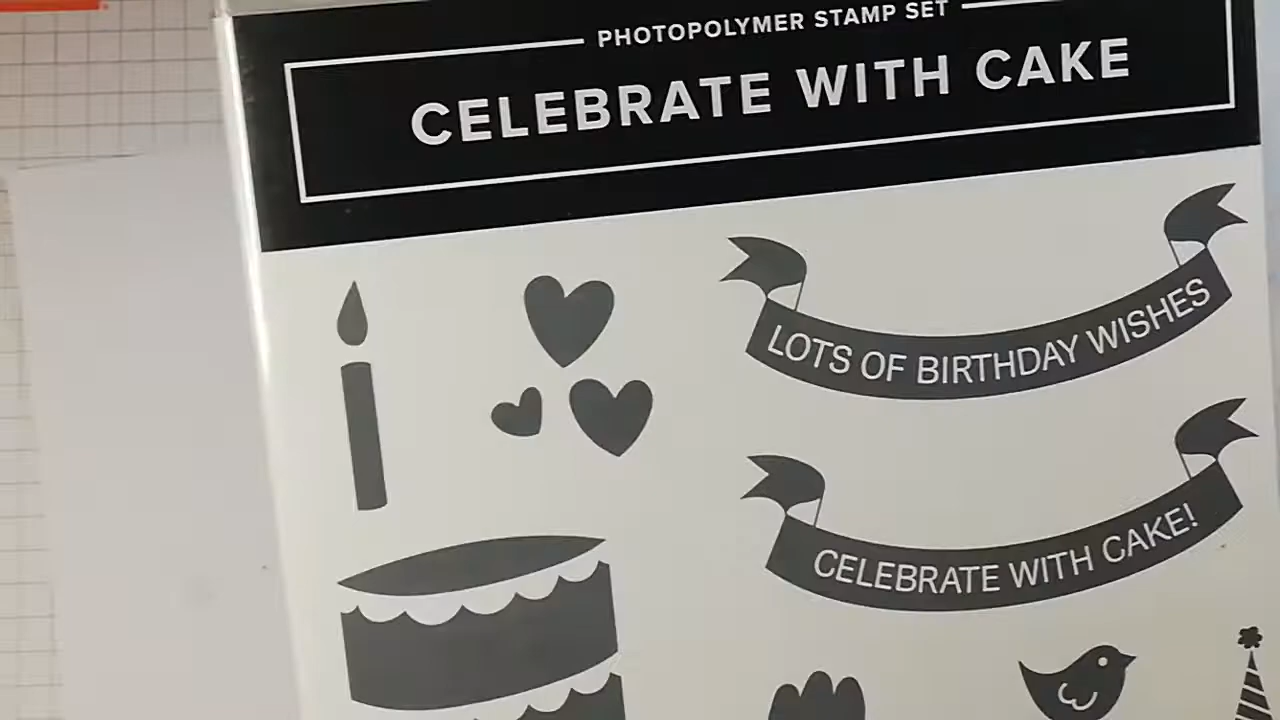 PHOTOPOLYMER STAMP SET
CELEBRATE WITH CAKE
LOTS OF BIRTHDAY WISHES
CELEBRATE WITH CAKE!